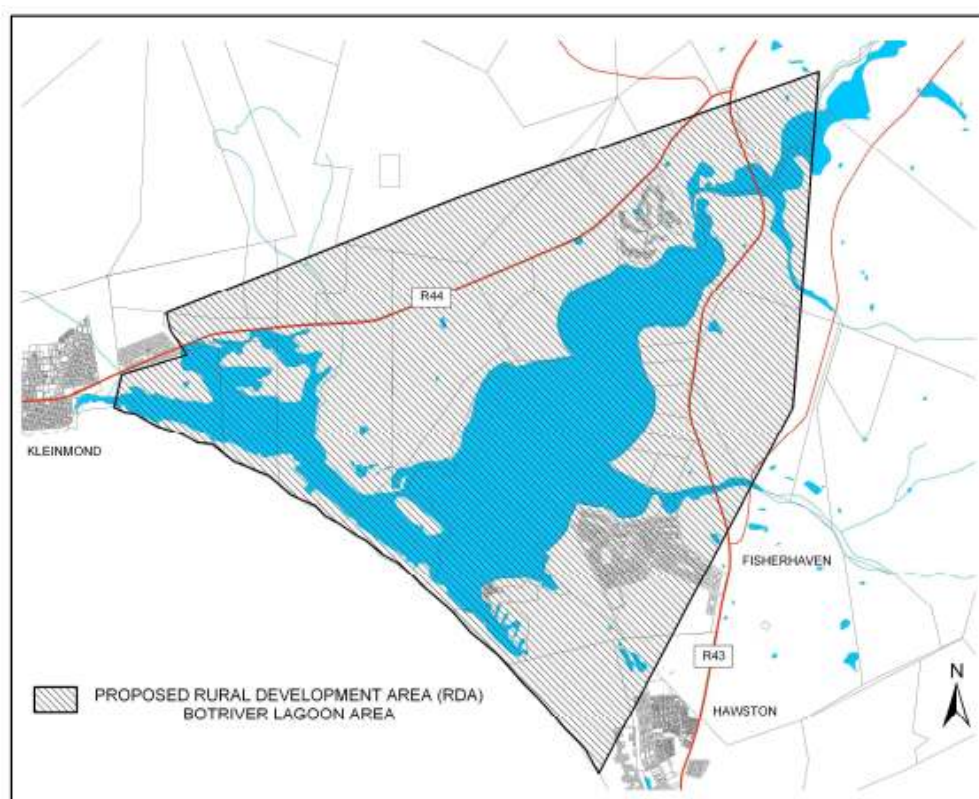 R44
KLEINMOND
FISHERHAVEN
R43
N
PROPOSED RURAL DEVELOPMENT AREA (RDA)
BOTRIVER LAGOON AREA
HAWSTON